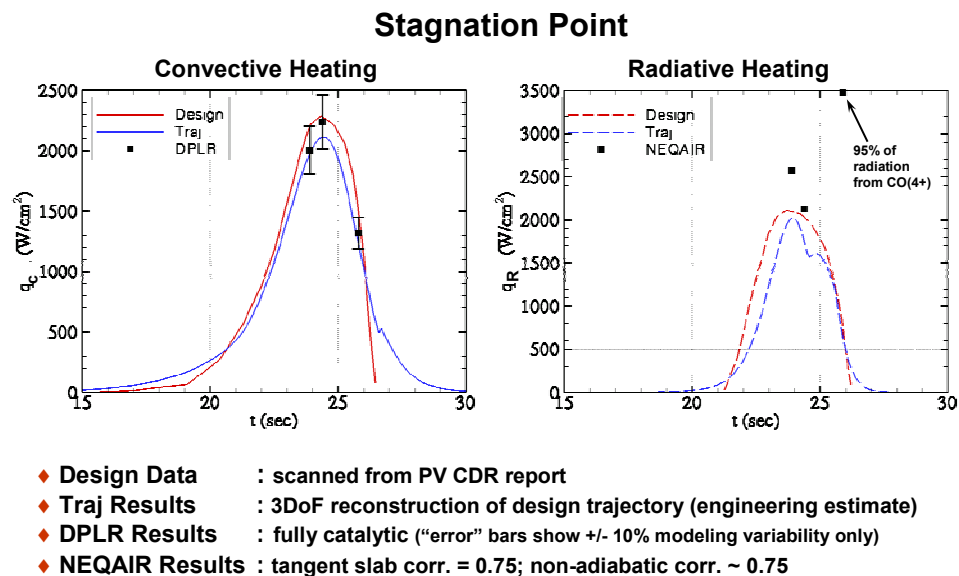 Stagnation Point
Convective Heating
Radiative Heating
2500
2000
1500
1000
500
0
q_C, (W/cm²)
Design
Traj
DPLR
15
20
25
30
t (sec)
3500
3000
2500
2000
1500
1000
500
0
q_R (W/cm²)
Design
Traj
NEQAIR
95% of
radiation
from CO(4+)
15
20
25
30
t (sec)
♦ Design Data : scanned from PV CDR report
♦ Traj Results : 3DoF reconstruction of design trajectory (engineering estimate)
♦ DPLR Results : fully catalytic (“error” bars show +/- 10% modeling variability only)
♦ NEQAIR Results : tangent slab corr. = 0.75; non-adiabatic corr. ~ 0.75